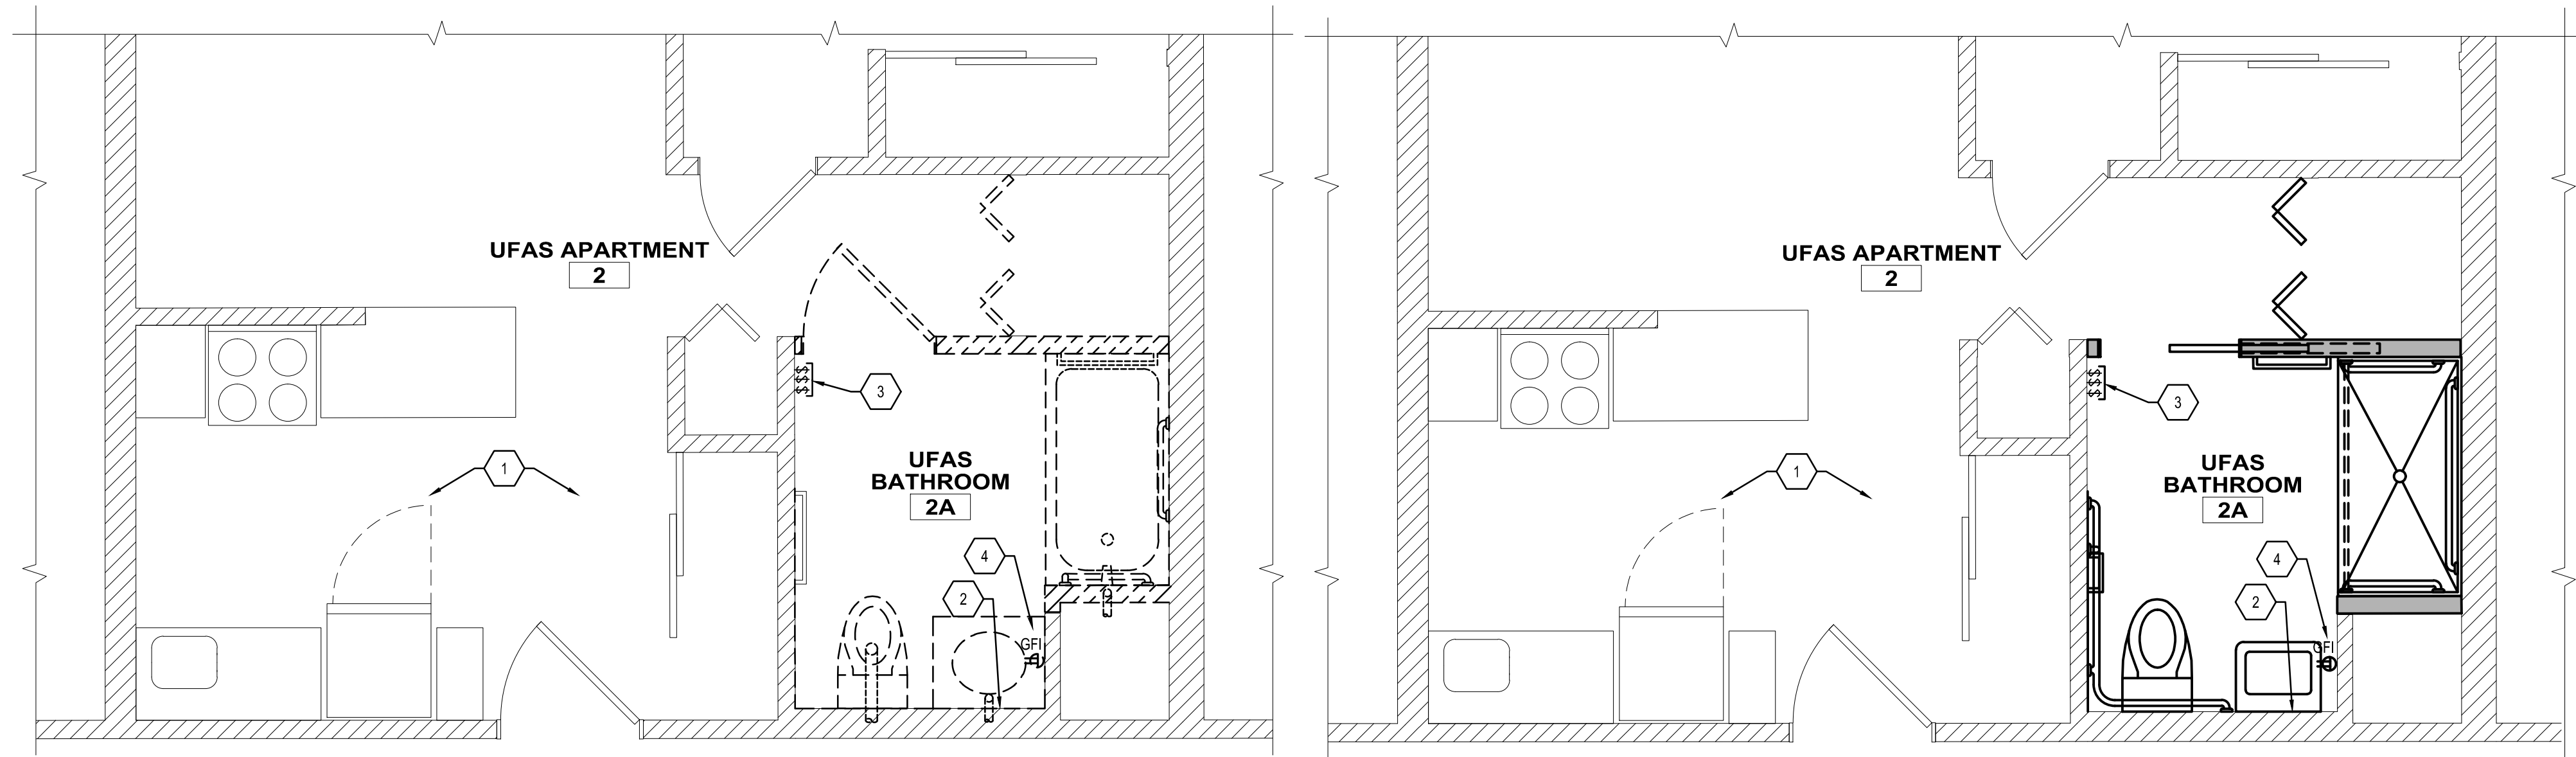 UFAS APARTMENT
2
3
1
UFAS
BATHROOM
2A
4
2
GFI
UFAS APARTMENT
2
$
$
$
3
1
UFAS
BATHROOM
2A
4
2
GFI